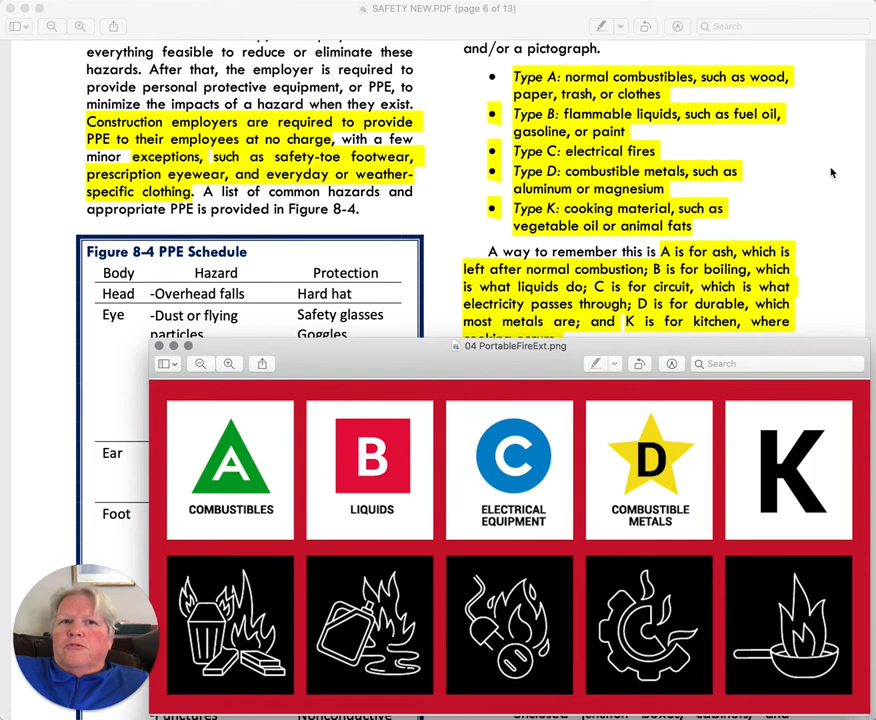 SAFETY NEW.PDF (page 6 of 13)
Search
everything feasible to reduce or eliminate these
hazards. After that, the employer is required to
provide personal protective equipment, or PPE, to
minimize the impacts of a hazard when they exist.
Construction employers are required to provide
PPE to their employees at no charge, with a few
minor exceptions, such as safety-toe footwear,
prescription eyewear, and everyday or weather-
specific clothing. A list of common hazards and
appropriate PPE is provided in Figure 8-4.
Figure 8-4 PPE Schedule
Body Hazard Protection
Head -Overhead falls Hard hat
Eye -Dust or flying Safety glasses
particles Goggles
Ear
Foot
and/or a pictograph.
• Type A: normal combustibles, such as wood,
paper, trash, or clothes
• Type B: flammable liquids, such as fuel oil,
gasoline, or paint
• Type C: electrical fires
• Type D: combustible metals, such as
aluminum or magnesium
• Type K: cooking material, such as
vegetable oil or animal fats
A way to remember this is A is for ash, which is
left after normal combustion; B is for boiling, which
is what liquids do; C is for circuit, which is what
electricity passes through; D is for durable, which
most metals are; and K is for kitchen, where
04 PortableFireExt.png
Search
A
COMBUSTIBLES
B
LIQUIDS
C
ELECTRICAL
EQUIPMENT
D
COMBUSTIBLE
METALS
K